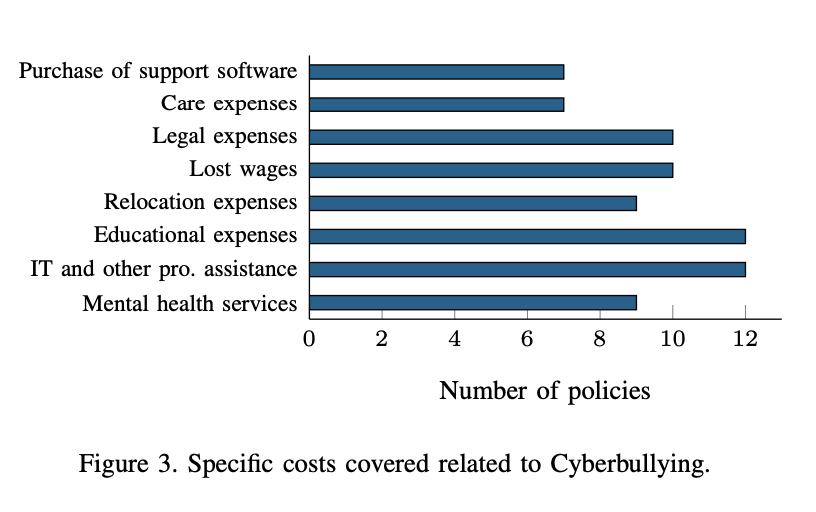 Purchase of support software
Care expenses
Legal expenses
Lost wages
Relocation expenses
Educational expenses
IT and other pro. assistance
Mental health services
0 2 4 6 8 10 12
Number of policies
Figure 3. Specific costs covered related to Cyberbullying.